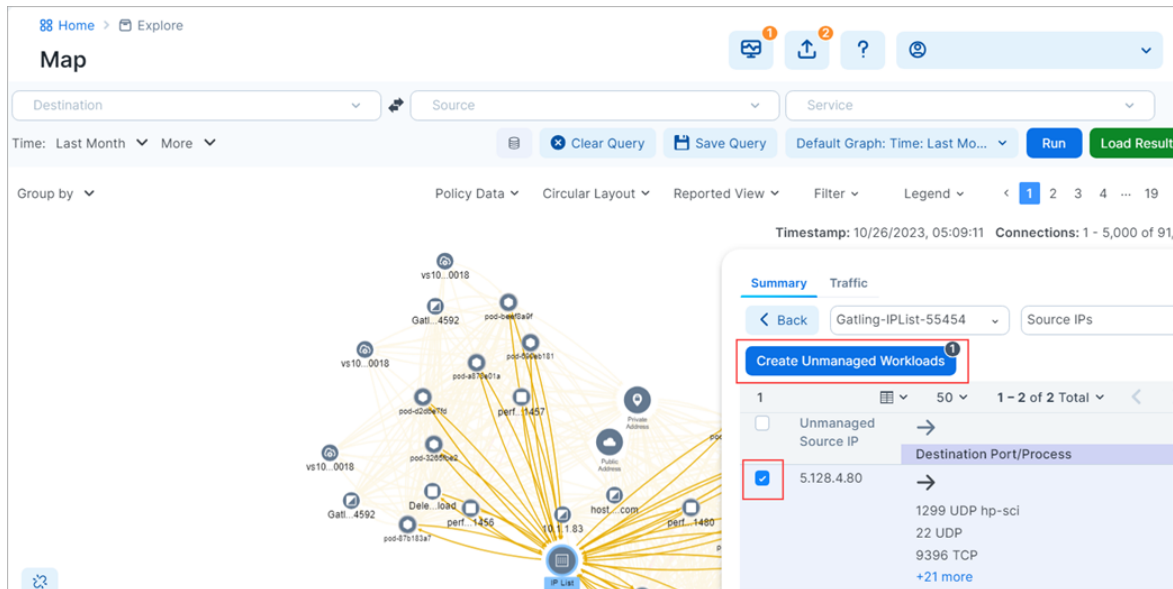 Home > Explore
Map
1
2
?
Destination
Source
Service
Time: Last Month More
Clear Query
Save Query
Default Graph: Time: Last Mo...
Run
Load Result
Group by
Policy Data
Circular Layout
Reported View
Filter
Legend
< 1 2 3 4 ... 19
Timestamp: 10/26/2023, 05:09:11 Connections: 1 - 5,000 of 91,
vs10...0018
Gatl...4592
pod-beef8a9f
vs10...0018
pod-690eb181
pod-a870e01a
pod-d2dbe7fd
perf...1457
Private
Address
pod-3265fbe2
Public
Address
vs10...0018
Gatl...4592
Dele...load
perf...1456
host...com
10.1.1.83
perf...1480
pod-87b183a7
IP List
Summary
Traffic
Back
Gatling-IPList-55454
Source IPs
Create Unmanaged Workloads
1
1
50
1 – 2 of 2 Total
<
Unmanaged
Source IP
Destination Port/Process
5.128.4.80
1299 UDP hp-sci
22 UDP
9396 TCP
+21 more